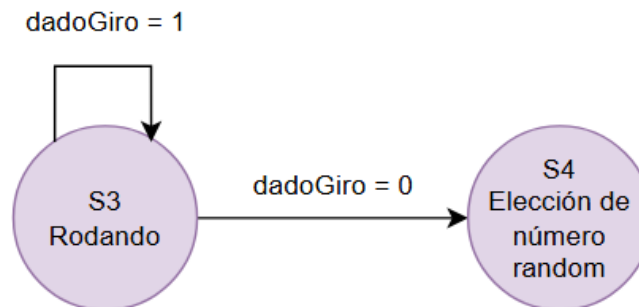 dadoGiro = 1
S3
Rodando
dadoGiro = 0
S4
Elección de
número
random